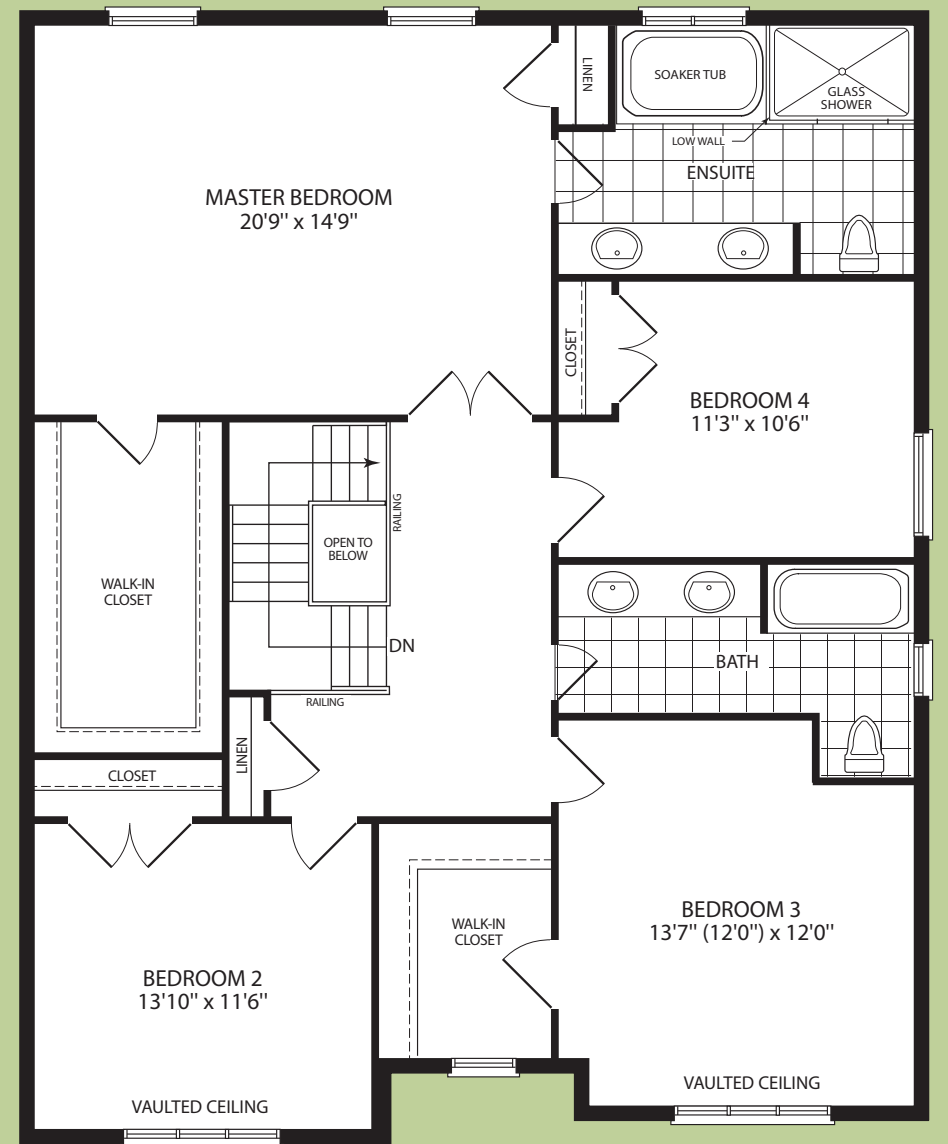 LINEN
SOAKER TUB
GLASS
SHOWER
LOW WALL
ENSUITE
MASTER BEDROOM
20'9" x 14'9"
CLOSET
BEDROOM 4
11'3" x 10'6"
RAILING
OPEN TO
BELOW
WALK-IN
CLOSET
DN
BATH
RAILING
LINEN
CLOSET
WALK-IN
CLOSET
BEDROOM 3
13'7" (12'0") x 12'0"
BEDROOM 2
13'10" x 11'6"
VAULTED CEILING
VAULTED CEILING